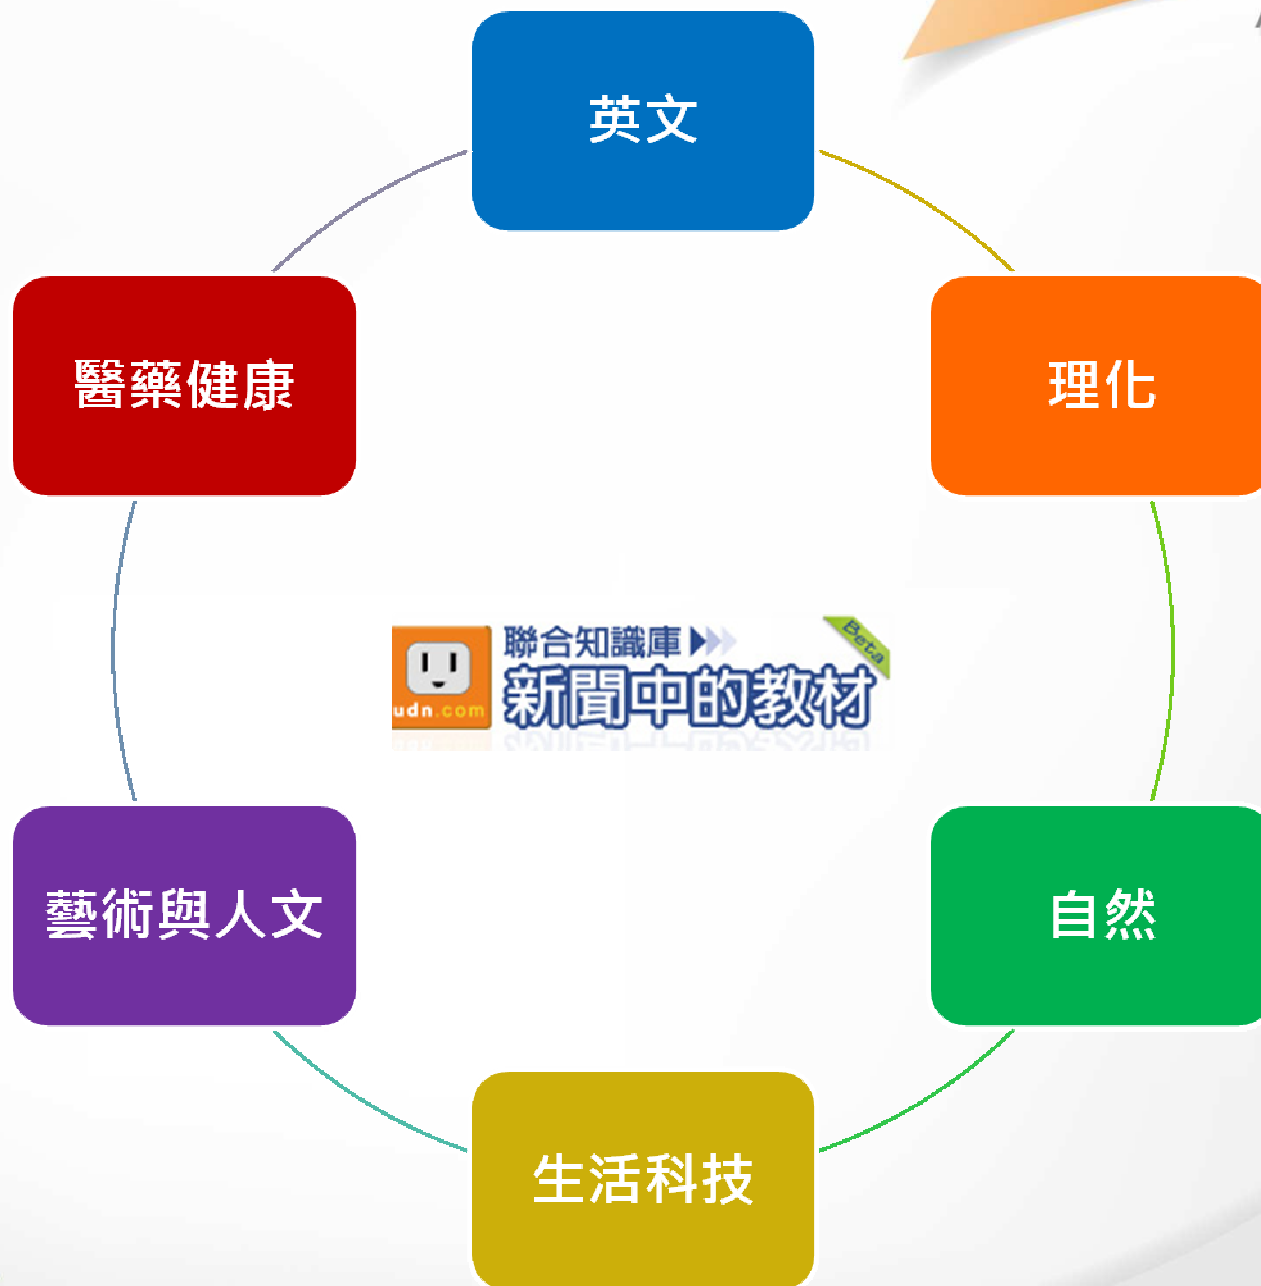 英文
理化
自然
生活科技
藝術與人文
醫藥健康
聯合知識庫
新聞中的教材
udn.com
Beta